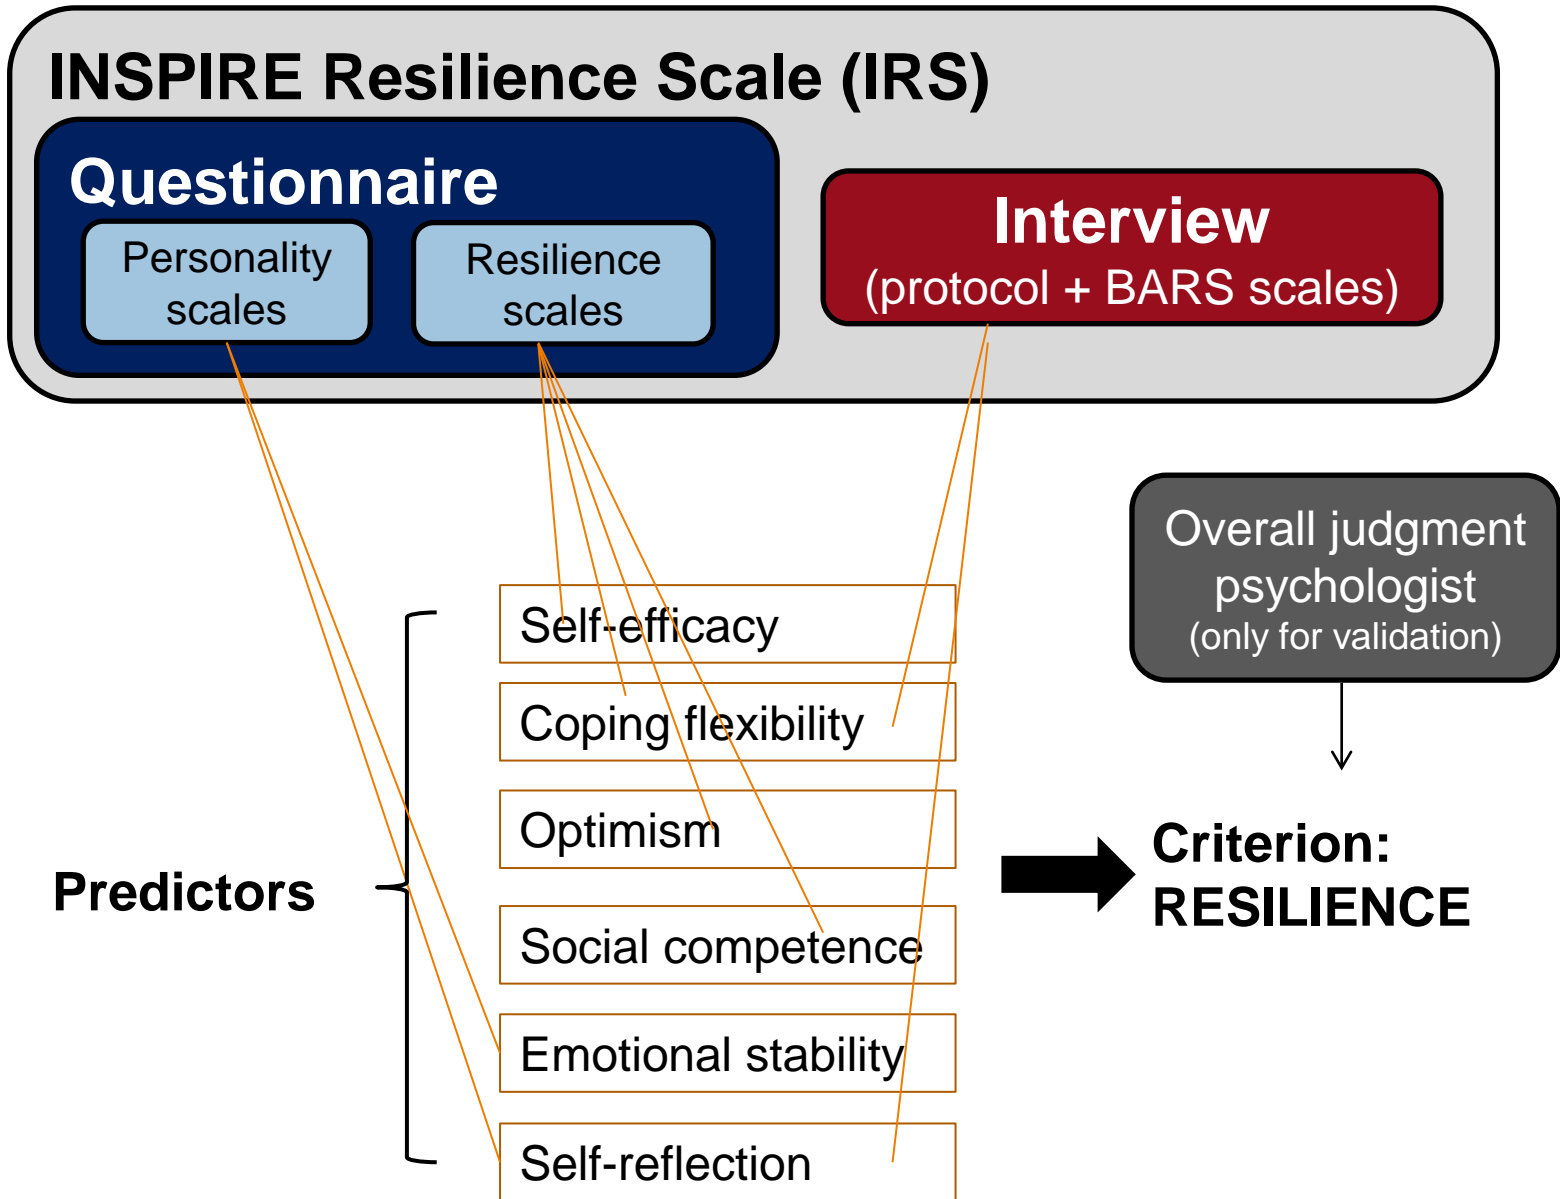 INSPIRE Resilience Scale (IRS)
Questionnaire
Personality
scales
Resilience
scales
Interview
(protocol + BARS scales)
Overall judgment
psychologist
(only for validation)
Predictors
Self-efficacy
Coping flexibility
Optimism
Social competence
Emotional stability
Self-reflection
Criterion:
RESILIENCE